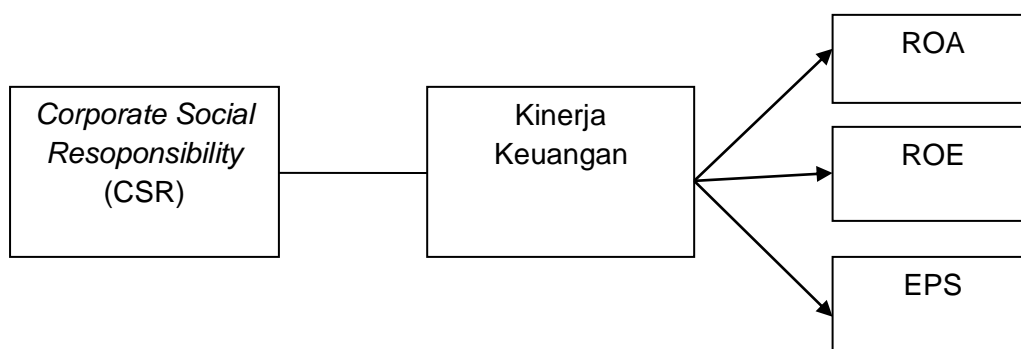 Corporate Social
Resoponsibility
(CSR)
Kinerja
Keuangan
ROA
ROE
EPS